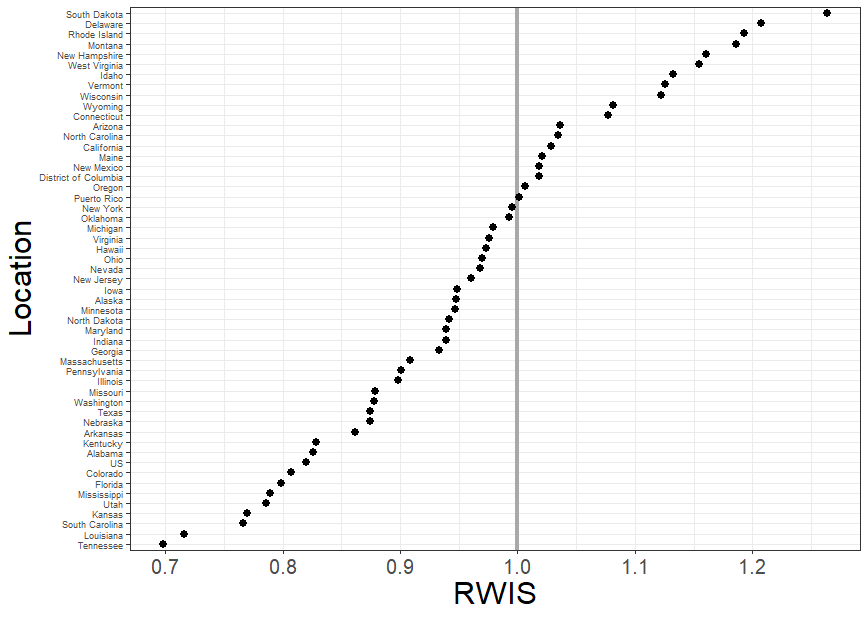 South Dakota
Delaware
Rhode Island
Montana
New Hampshire
West Virginia
Idaho
Vermont
Wisconsin
Wyoming
Connecticut
Arizona
North Carolina
California
Maine
New Mexico
District of Columbia
Oregon
Puerto Rico
New York
Oklahoma
Michigan
Virginia
Hawaii
Ohio
Nevada
New Jersey
Iowa
Alaska
Minnesota
North Dakota
Maryland
Indiana
Georgia
Massachusetts
Pennsylvania
Illinois
Missouri
Washington
Texas
Nebraska
Arkansas
Kentucky
Alabama
US
Colorado
Florida
Mississippi
Utah
Kansas
South Carolina
Louisiana
Tennessee
Location
0.7 0.8 0.9 1.0 1.1 1.2
RWIS